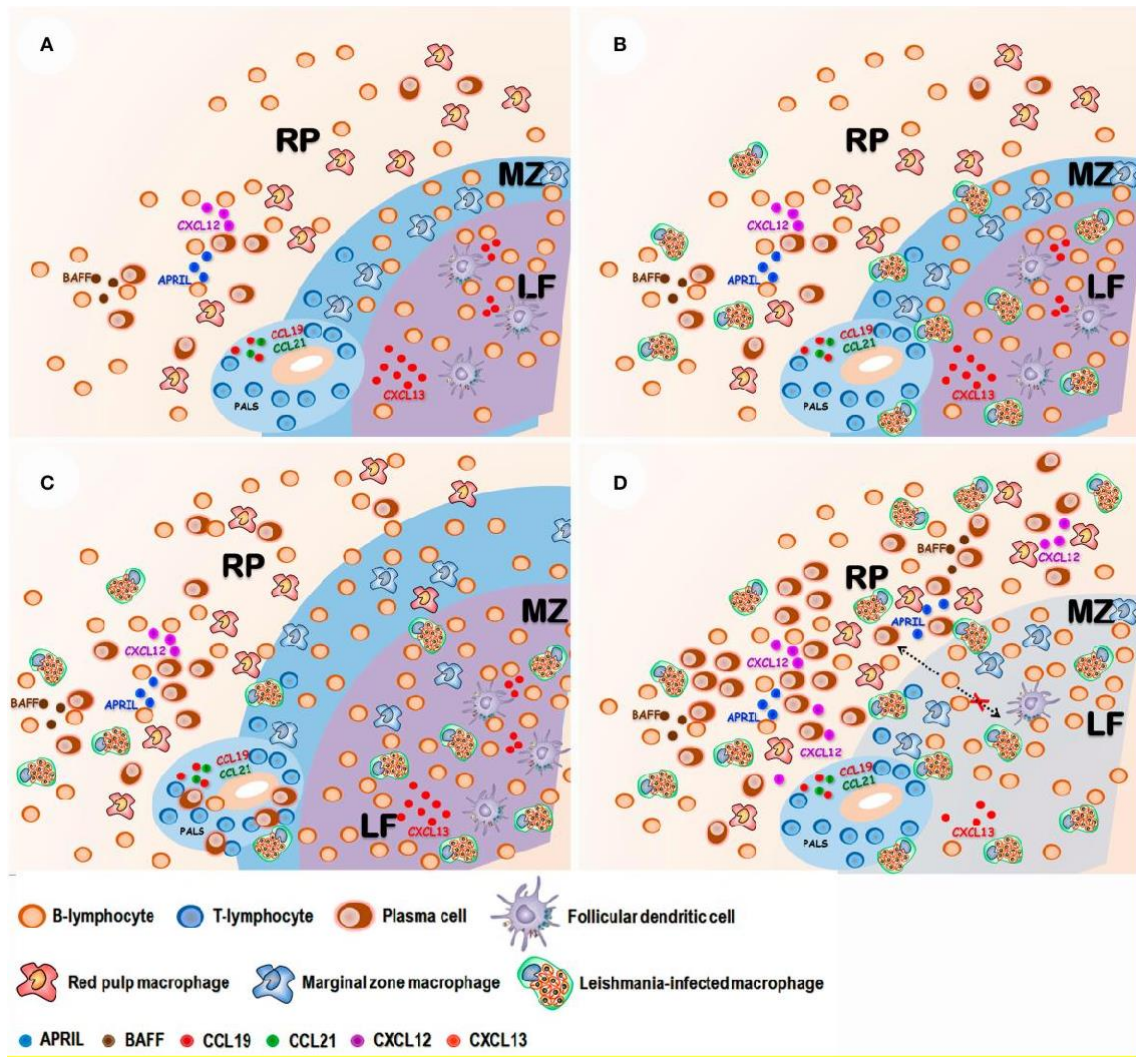 A
RP
MZ
CXCL12
BAFF
APRIL
LF
CCL19
CCL21
CXCL13
PALS
B
RP
MZ
CXCL12
BAFF
APRIL
LF
CCL19
CCL21
CXCL13
PALS
C
RP
MZ
CXCL12
BAFF
APRIL
CCL19
CCL21
PALS
LF
CXCL13
D
BAFF
CXCL12
RP
MZ
APRIL
CXCL12
BAFF
APRIL
LF
CXCL12
CCL19
CCL21
CXCL13
PALS
B-lymphocyte
T-lymphocyte
Plasma cell
Follicular dendritic cell
Red pulp macrophage
Marginal zone macrophage
Leishmania-infected macrophage
APRIL
BAFF
CCL19
CCL21
CXCL12
CXCL13